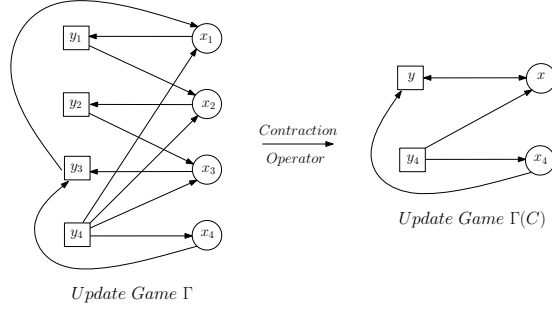 y₁ x₁
y₂ x₂
y₃ x₃
y₄ x₄
Update Game Γ
Contraction
Operator
y x
y₄ x₄
Update Game Γ(C)